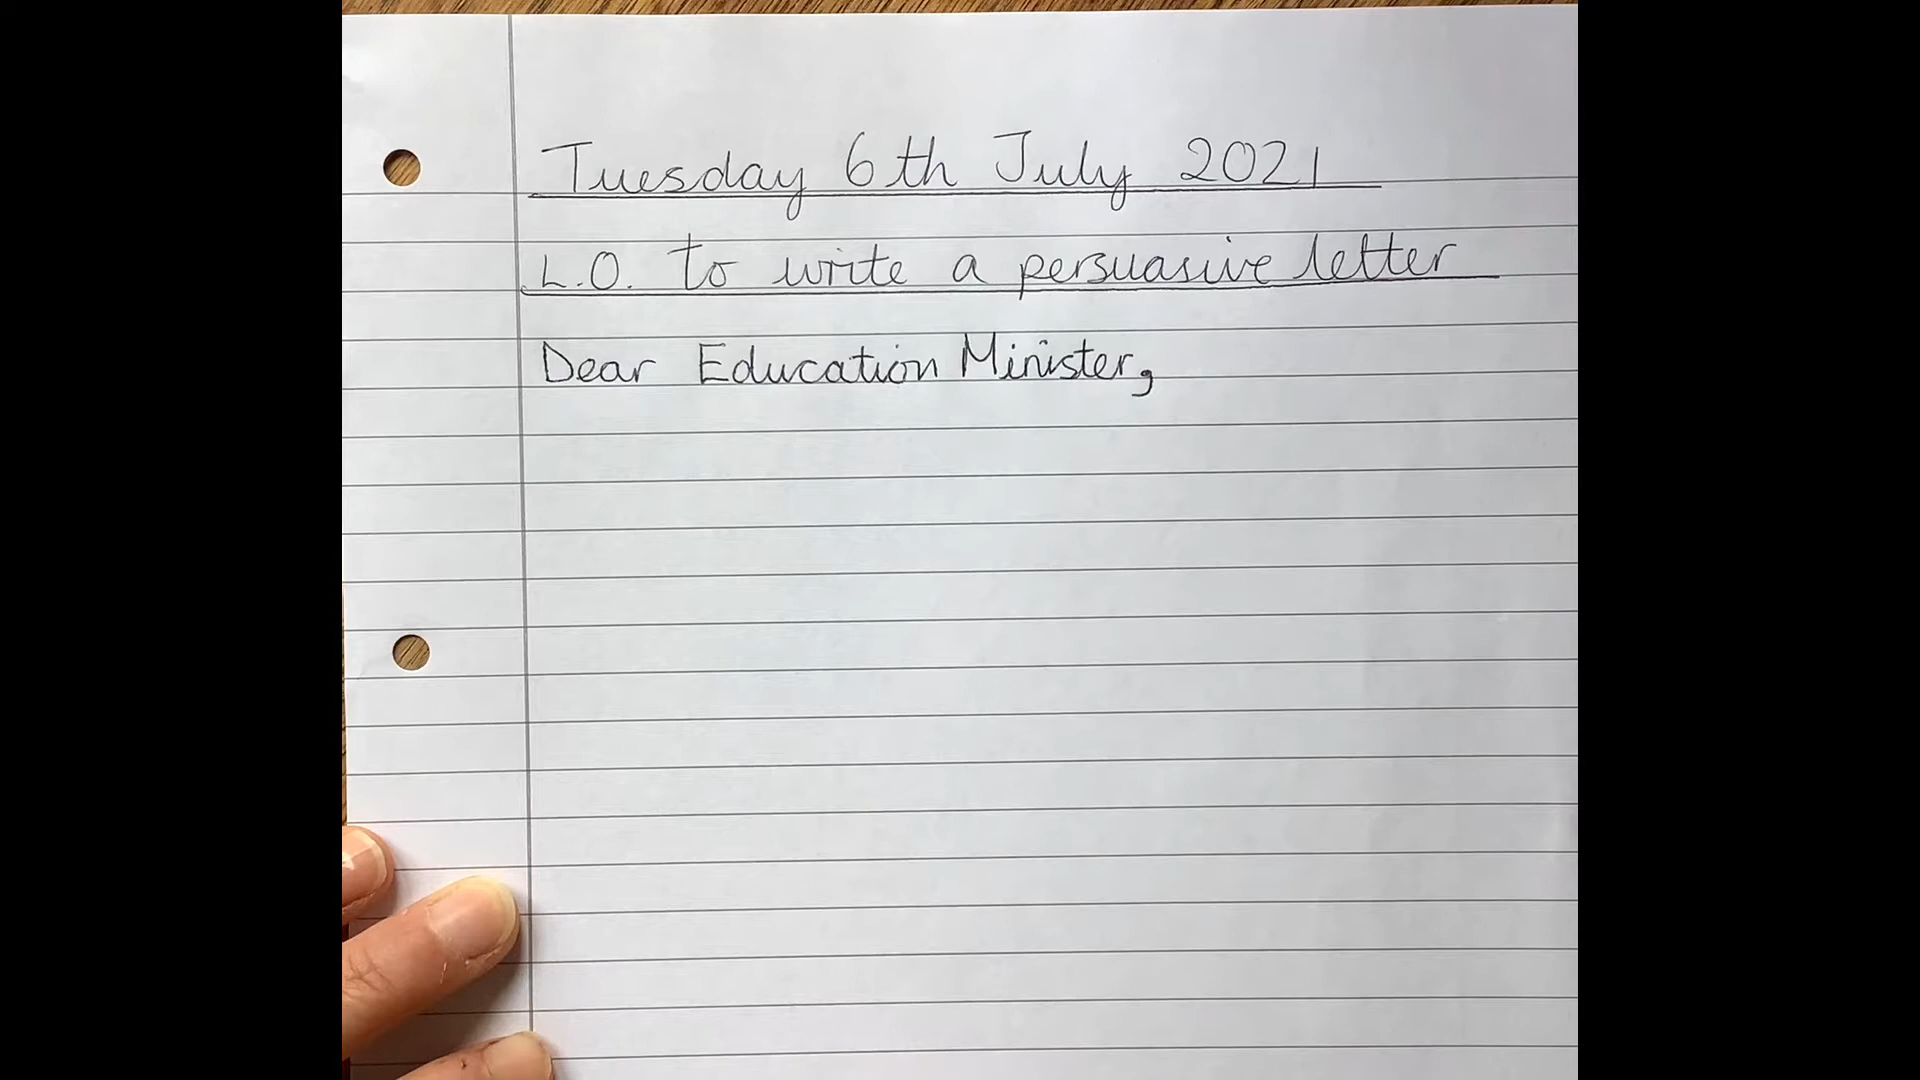 Tuesday 6th July 2021
L.O. to write a persuasive letter
Dear Education Minister,